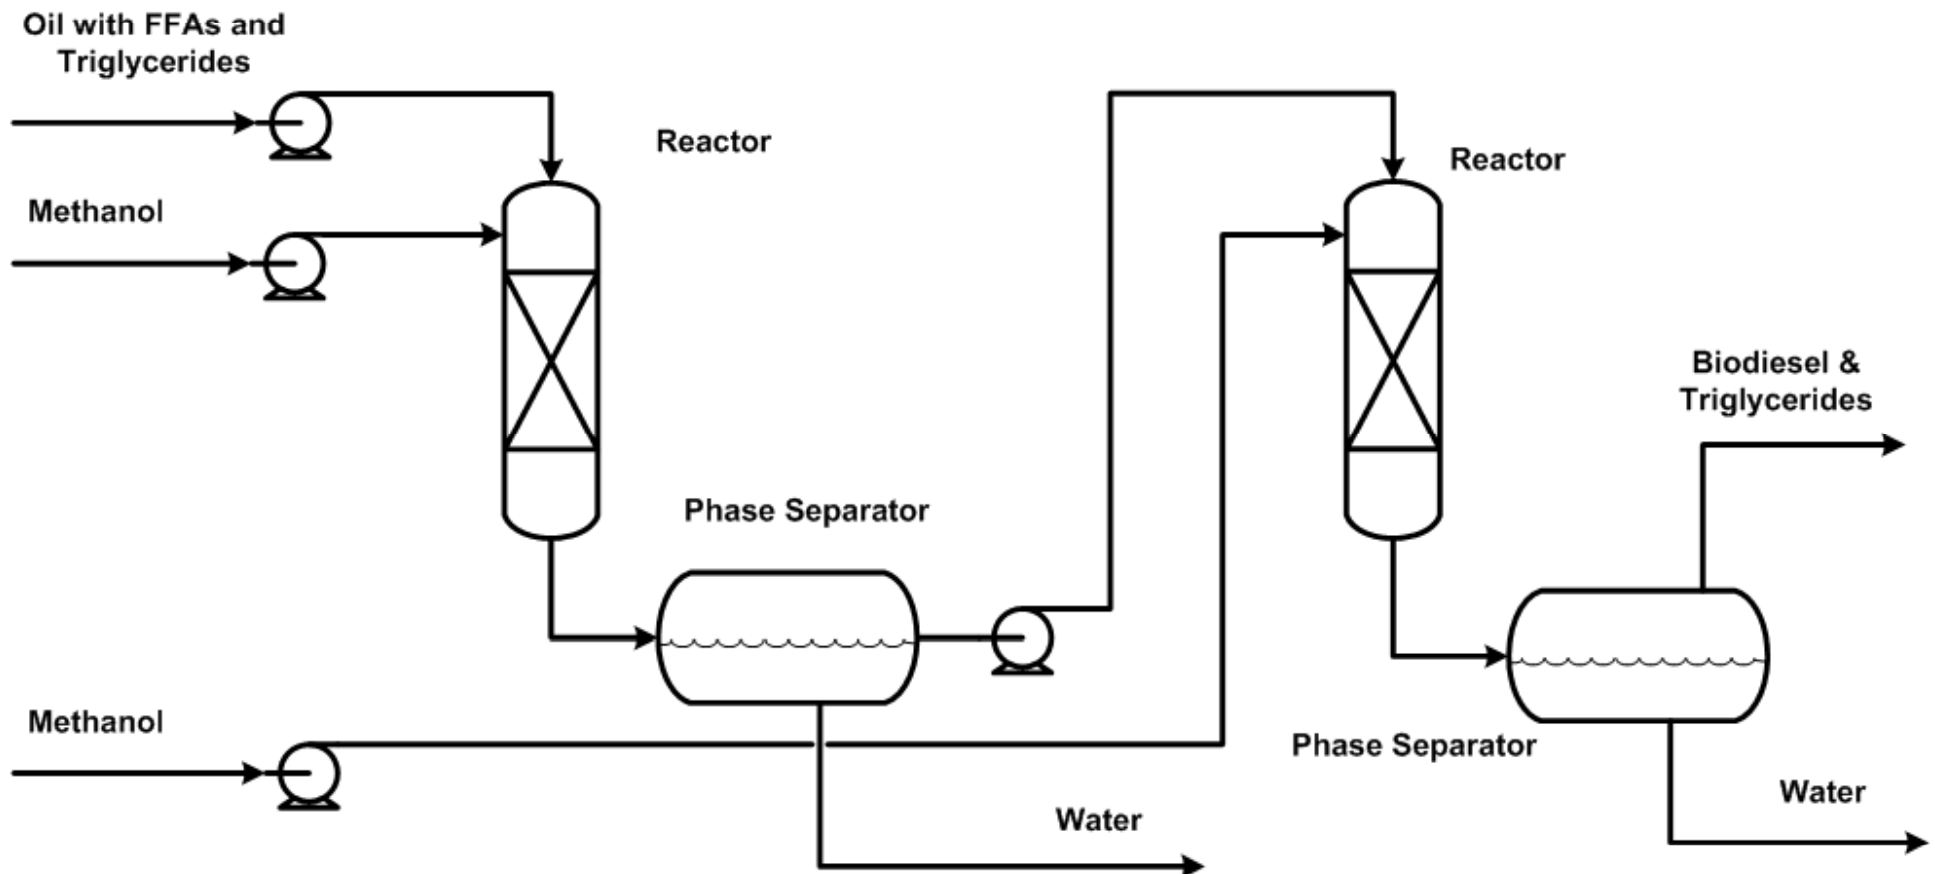 Oil with FFAs and
Triglycerides
Reactor
Reactor
Methanol
Biodiesel &
Triglycerides
Phase Separator
Methanol
Phase Separator
Water
Water